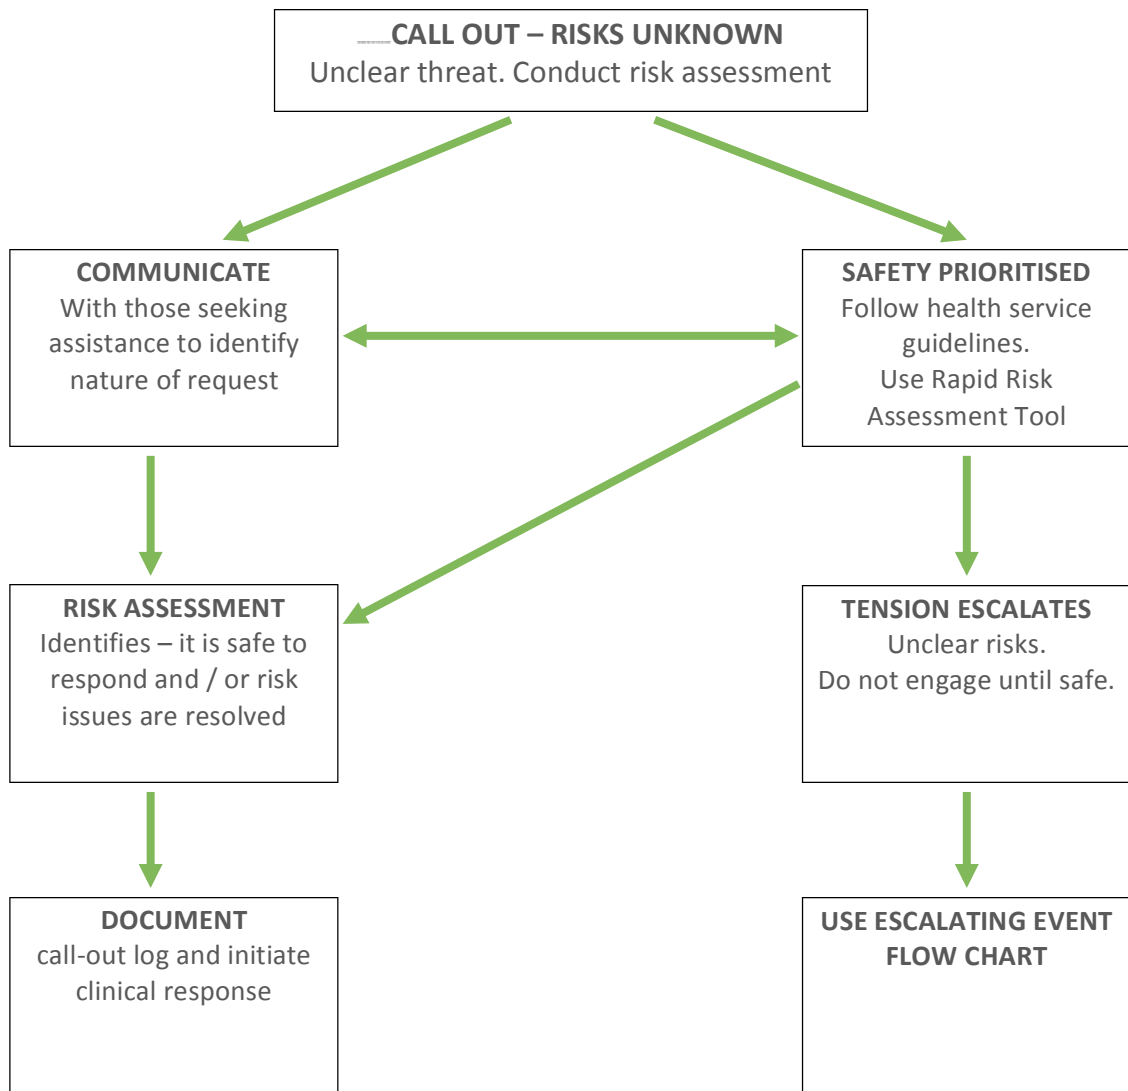 CALL OUT – RISKS UNKNOWN
Unclear threat. Conduct risk assessment
COMMUNICATE
With those seeking
assistance to identify
nature of request
SAFETY PRIORITISED
Follow health service
guidelines.
Use Rapid Risk
Assessment Tool
RISK ASSESSMENT
Identifies – it is safe to
respond and / or risk
issues are resolved
TENSION ESCALATES
Unclear risks.
Do not engage until safe.
DOCUMENT
call-out log and initiate
clinical response
USE ESCALATING EVENT
FLOW CHART